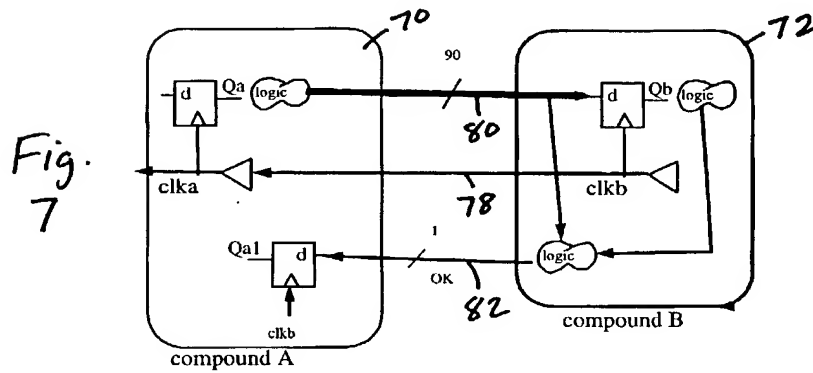 70
72
90
Qa
logic
d
80
Qb
logic
d
Fig.
7
clka
78
clkb
1
Qa1
d
OK
logic
82
clkb
compound A
compound B